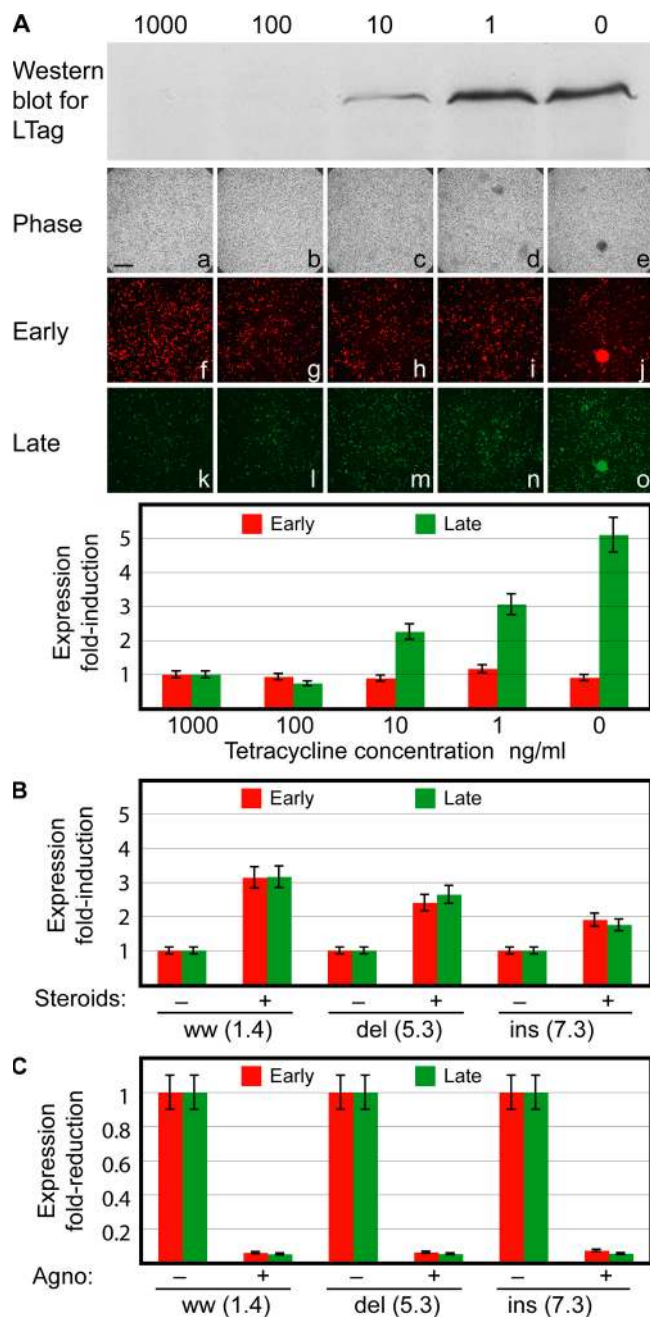 A 1000 100 10 1 0
Western
blot for
LTag
Phase a b c d e
Early f g h i j
Late k l m n o
Early Late
Expression
fold-induction
5
4
3
2
1
1000 100 10 1 0
Tetracycline concentration ng/ml
B
Early Late
Expression
fold-induction
5
4
3
2
1
Steroids: – + – + – +
ww (1.4) del (5.3) ins (7.3)
C
Early Late
Expression
fold-reduction
1
0.8
0.6
0.4
0.2
Agno: – + – + – +
ww (1.4) del (5.3) ins (7.3)